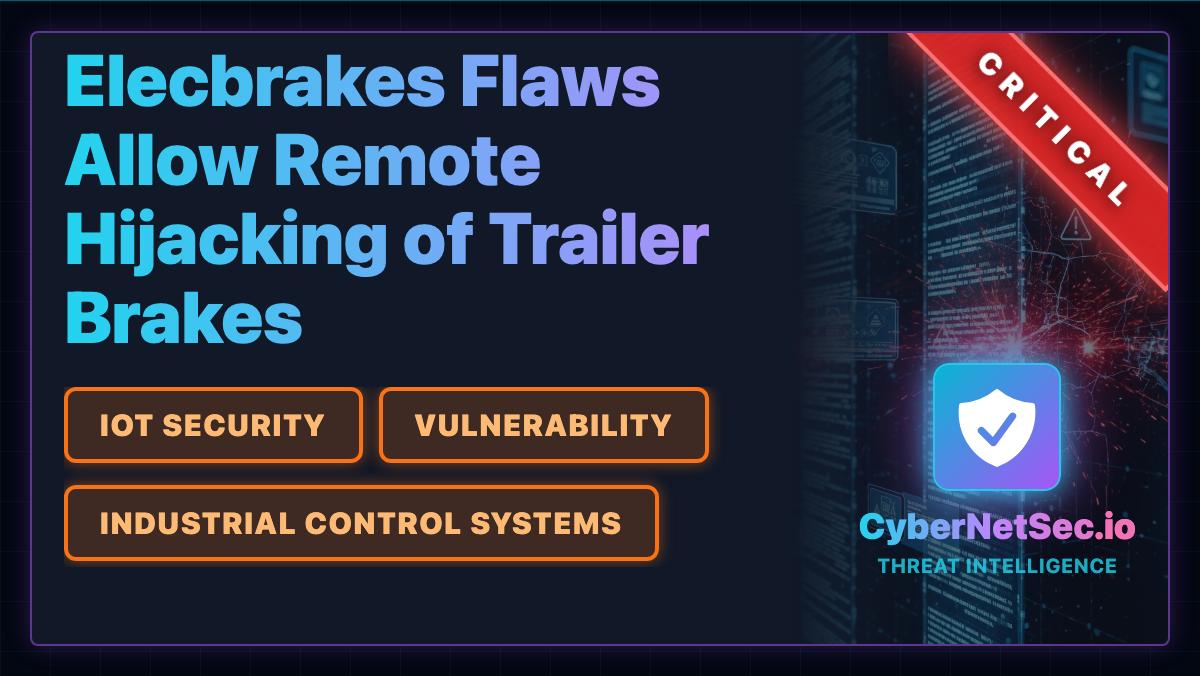 Elecbrakes Flaws
Allow Remote
Hijacking of Trailer
Brakes
CRITICAL
IOT SECURITY
VULNERABILITY
INDUSTRIAL CONTROL SYSTEMS
CyberNetSec.io
THREAT INTELLIGENCE